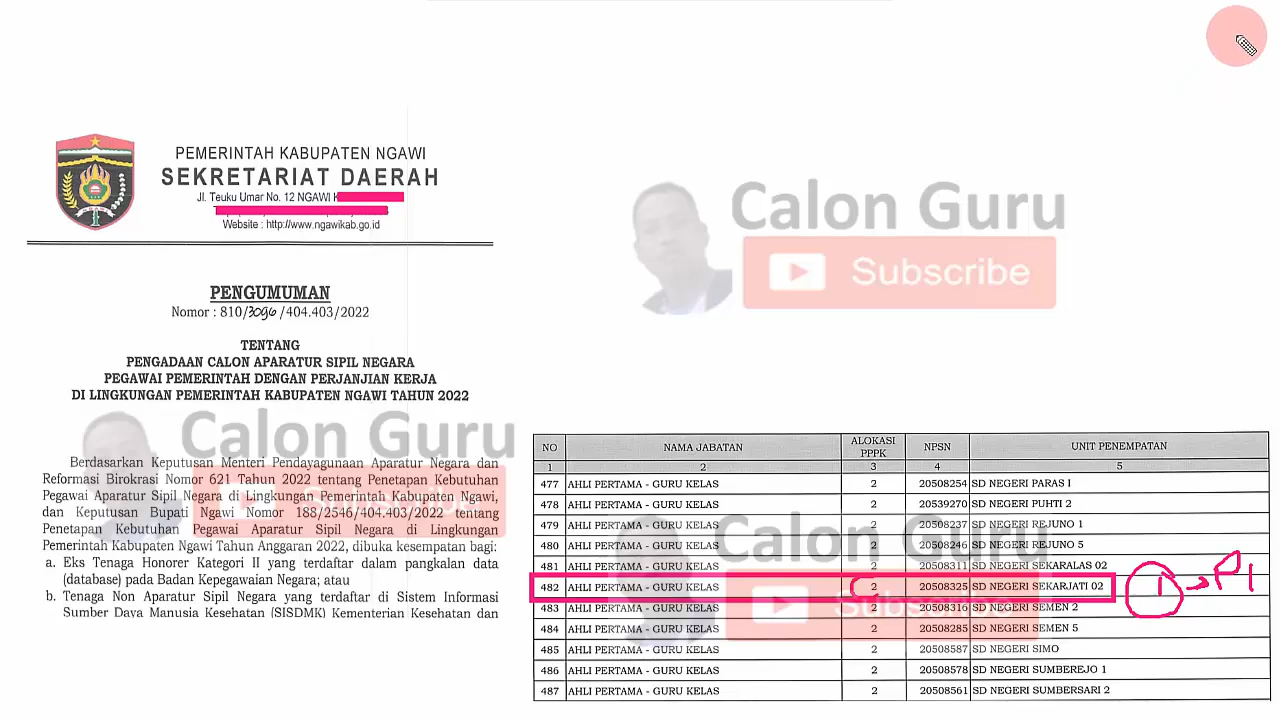 PEMERINTAH KABUPATEN NGAWI
SEKRETARIAT DAERAH
Jl. Teuku Umar No. 12 NGAWI
Website : http://www.ngawikab.go.id
PENGUMUMAN
Nomor : 810/3096/404.403/2022
TENTANG
PENGADAAN CALON APARATUR SIPIL NEGARA
PEGAWAI PEMERINTAH DENGAN PERJANJIAN KERJA
DI LINGKUNGAN PEMERINTAH KABUPATEN NGAWI TAHUN 2022
Calon Guru
Subscribe
Berdasarkan Keputusan Menteri Pendayagunaan Aparatur Negara dan
Reformasi Birokrasi Nomor 621 Tahun 2022 tentang Penetapan Kebutuhan
Pegawai Aparatur Sipil Negara di Lingkungan Pemerintah Kabupaten Ngawi,
dan Keputusan Bupati Ngawi Nomor 188/2546/404.403/2022 tentang
Penetapan Kebutuhan Pegawai Aparatur Sipil Negara di Lingkungan
Pemerintah Kabupaten Ngawi Tahun Anggaran 2022, dibuka kesempatan bagi:
a. Eks Tenaga Honorer Kategori II yang terdaftar dalam pangkalan data
(database) pada Badan Kepegawaian Negara; atau
b. Tenaga Non Aparatur Sipil Negara yang terdaftar di Sistem Informasi
Sumber Daya Manusia Kesehatan (SISDMK) Kementerian Kesehatan dan
Calon Guru
Subscribe
NO NAMA JABATAN ALOKASI PPPK NPSN UNIT PENEMPATAN
1 2 3 4 5
477 AHLI PERTAMA - GURU KELAS 2 20508254 SD NEGERI PARAS I
478 AHLI PERTAMA - GURU KELAS 2 20539270 SD NEGERI PUHTI 2
479 AHLI PERTAMA - GURU KELAS 2 20508237 SD NEGERI REJUNO 1
480 AHLI PERTAMA - GURU KELAS 2 20508246 SD NEGERI REJUNO 5
481 AHLI PERTAMA - GURU KELAS 2 20508311 SD NEGERI SEKARALAS 02
482 AHLI PERTAMA - GURU KELAS 2 20508325 SD NEGERI SEKARJATI 02
1 → P1
483 AHLI PERTAMA - GURU KELAS 2 20508316 SD NEGERI SEMEN 2
484 AHLI PERTAMA - GURU KELAS 2 20508285 SD NEGERI SEMEN 5
485 AHLI PERTAMA - GURU KELAS 2 20508587 SD NEGERI SIMO
486 AHLI PERTAMA - GURU KELAS 2 20508578 SD NEGERI SUMBEREJO 1
487 AHLI PERTAMA - GURU KELAS 2 20508561 SD NEGERI SUMBERSARI 2
Calon Guru
Subscribe